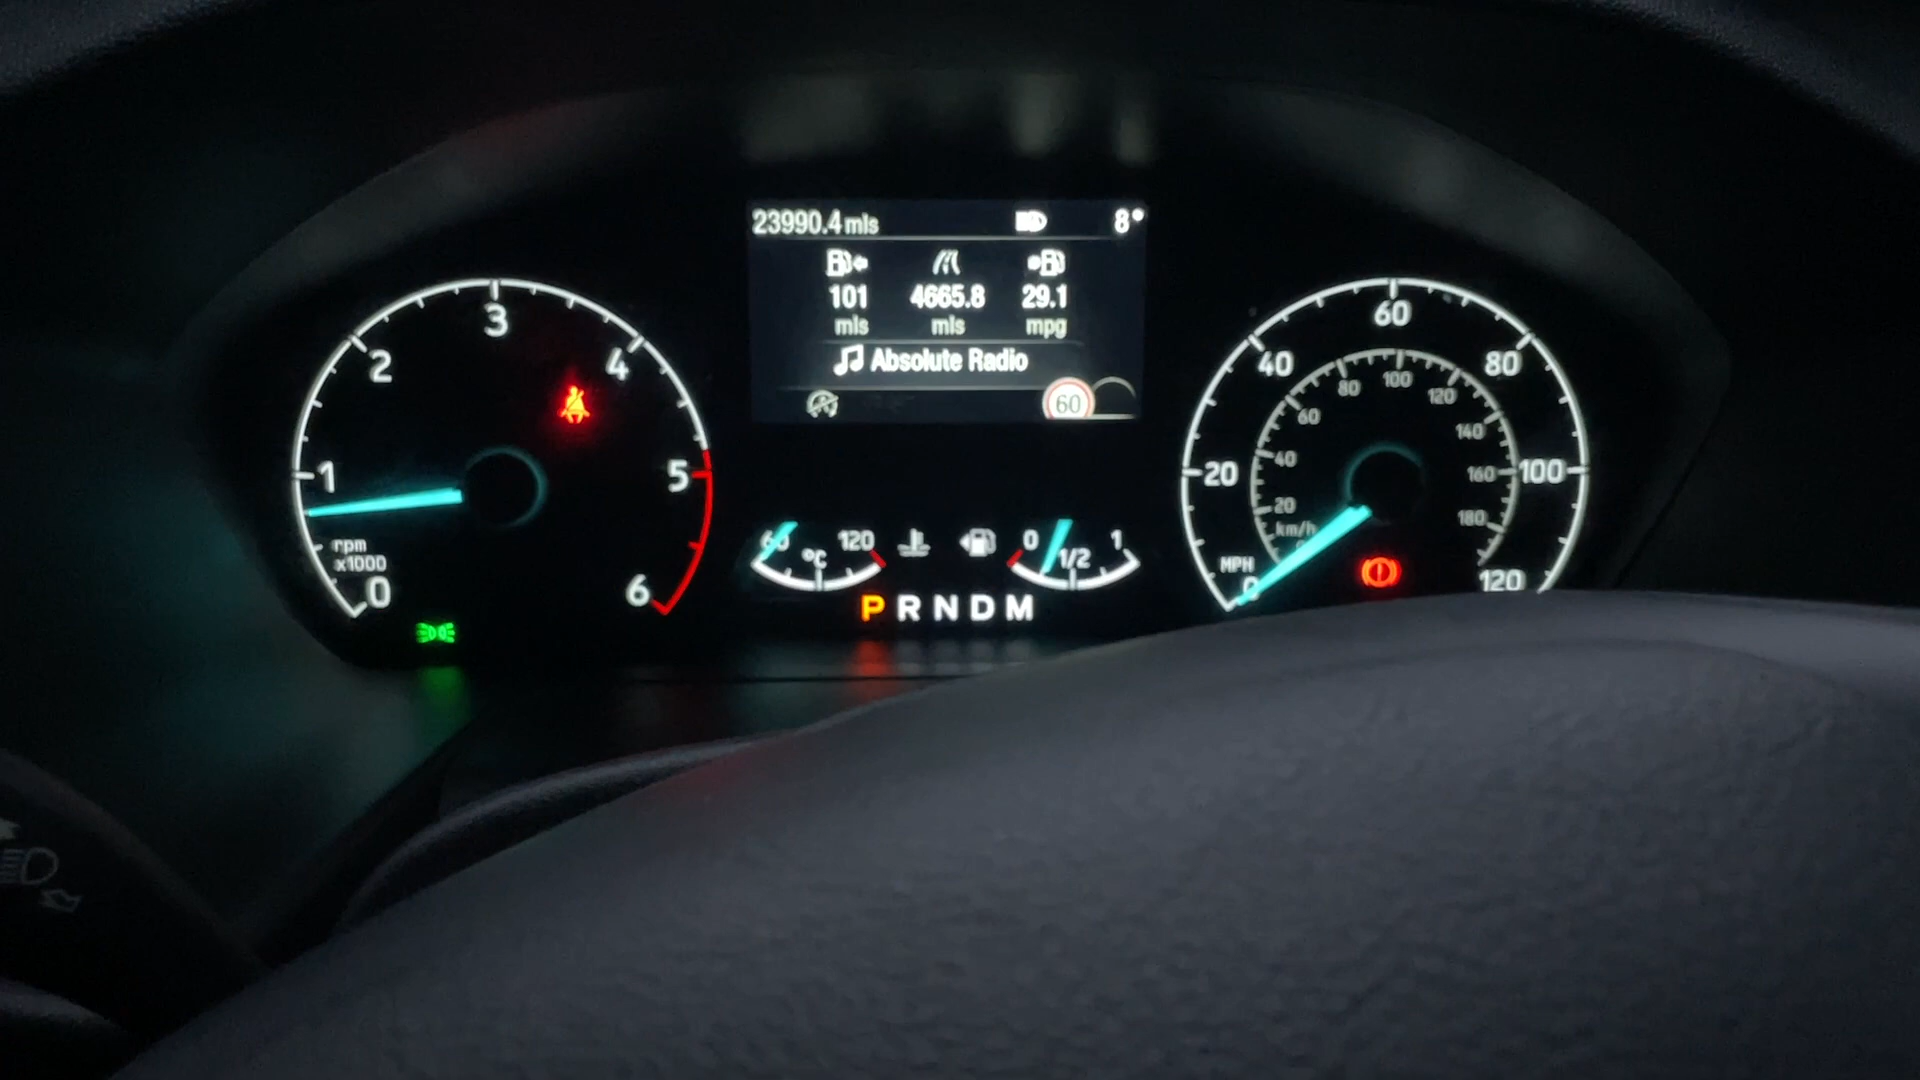 23990.4 mls 8°
101 4665.8 29.1
mls mls mpg
Absolute Radio
60
0 1 2 3 4 5 6
rpm
x1000
60 °C 120
0 1/2 1
P R N D M
0 20 40 60 80 100 120
MPH
20 40 60 80 100 120 140 160 180
km/h